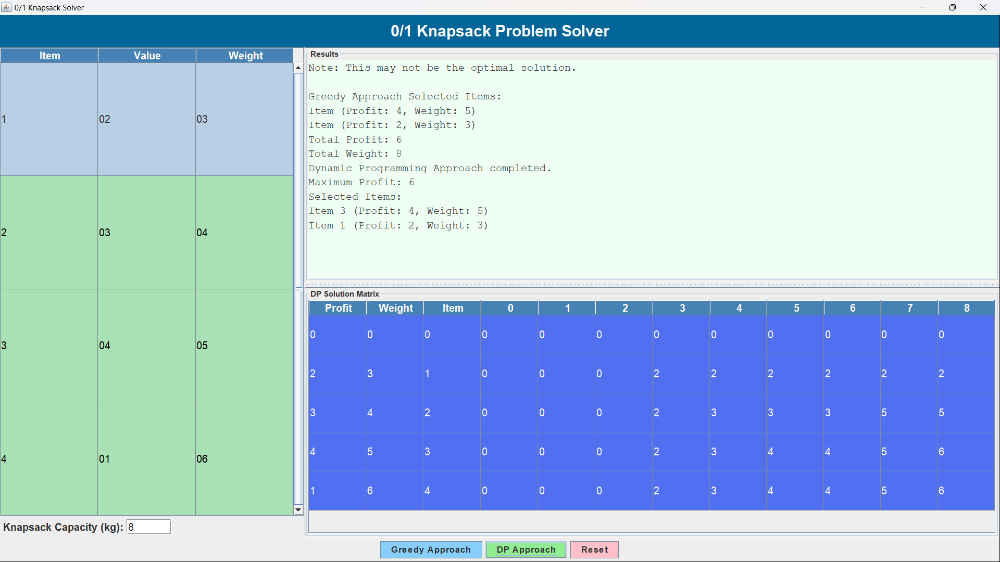 0/1 Knapsack Solver
0/1 Knapsack Problem Solver
Item Value Weight
1 02 03
2 03 04
3 04 05
4 01 06
Knapsack Capacity (kg): 8
Results
Note: This may not be the optimal solution.
Greedy Approach Selected Items:
Item (Profit: 4, Weight: 5)
Item (Profit: 2, Weight: 3)
Total Profit: 6
Total Weight: 8
Dynamic Programming Approach completed.
Maximum Profit: 6
Selected Items:
Item 3 (Profit: 4, Weight: 5)
Item 1 (Profit: 2, Weight: 3)
DP Solution Matrix
Profit Weight Item 0 1 2 3 4 5 6 7 8
0 0 0 0 0 0 0 0 0 0 0 0
2 3 1 0 0 0 2 2 2 2 2 2
3 4 2 0 0 0 2 3 3 3 5 5
4 5 3 0 0 0 2 3 4 4 5 6
1 6 4 0 0 0 2 3 4 4 5 6
Greedy Approach DP Approach Reset